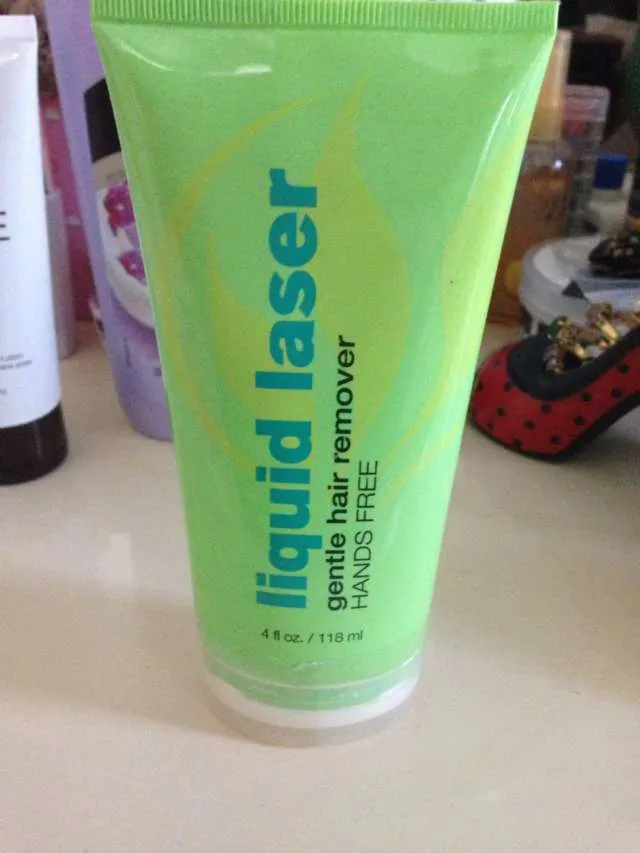 liquid laser
gentle hair remover
HANDS FREE
4 fl oz. / 118 ml
E